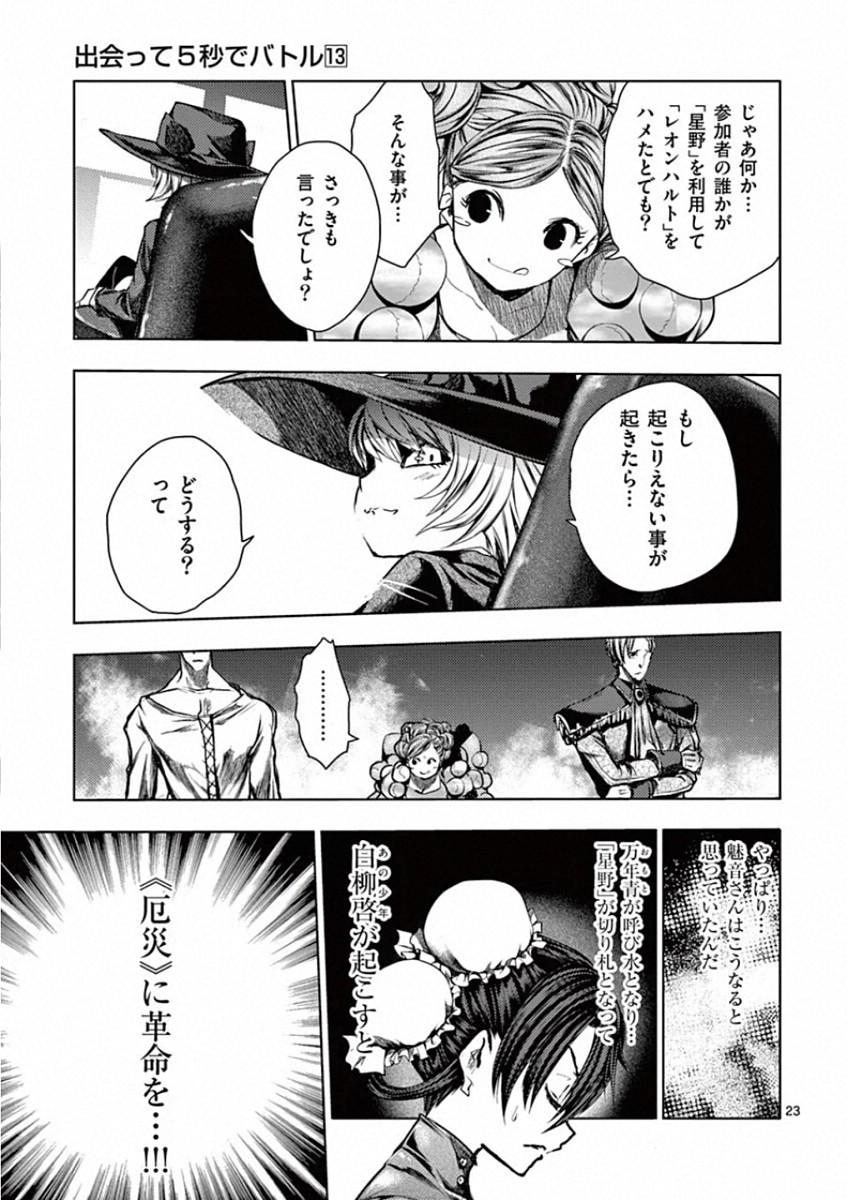 出会って5秒でバトル13
じゃあ何か…
参加者の誰かが
「星野」を利用して
「レオンハルト」を
ハメたとでも?
そんな事が…
さっきも
言ったでしょ?
もし
起こりえない事が
起きたら…
どうする?
って
…………
やっぱり…
魅音さんはこうなると
思っていたんだ
万年青が呼び水となり…
おもと
『星野』が切り札となって
白柳啓が起こすと
あの少年
《厄災》に革命を…!!!
23